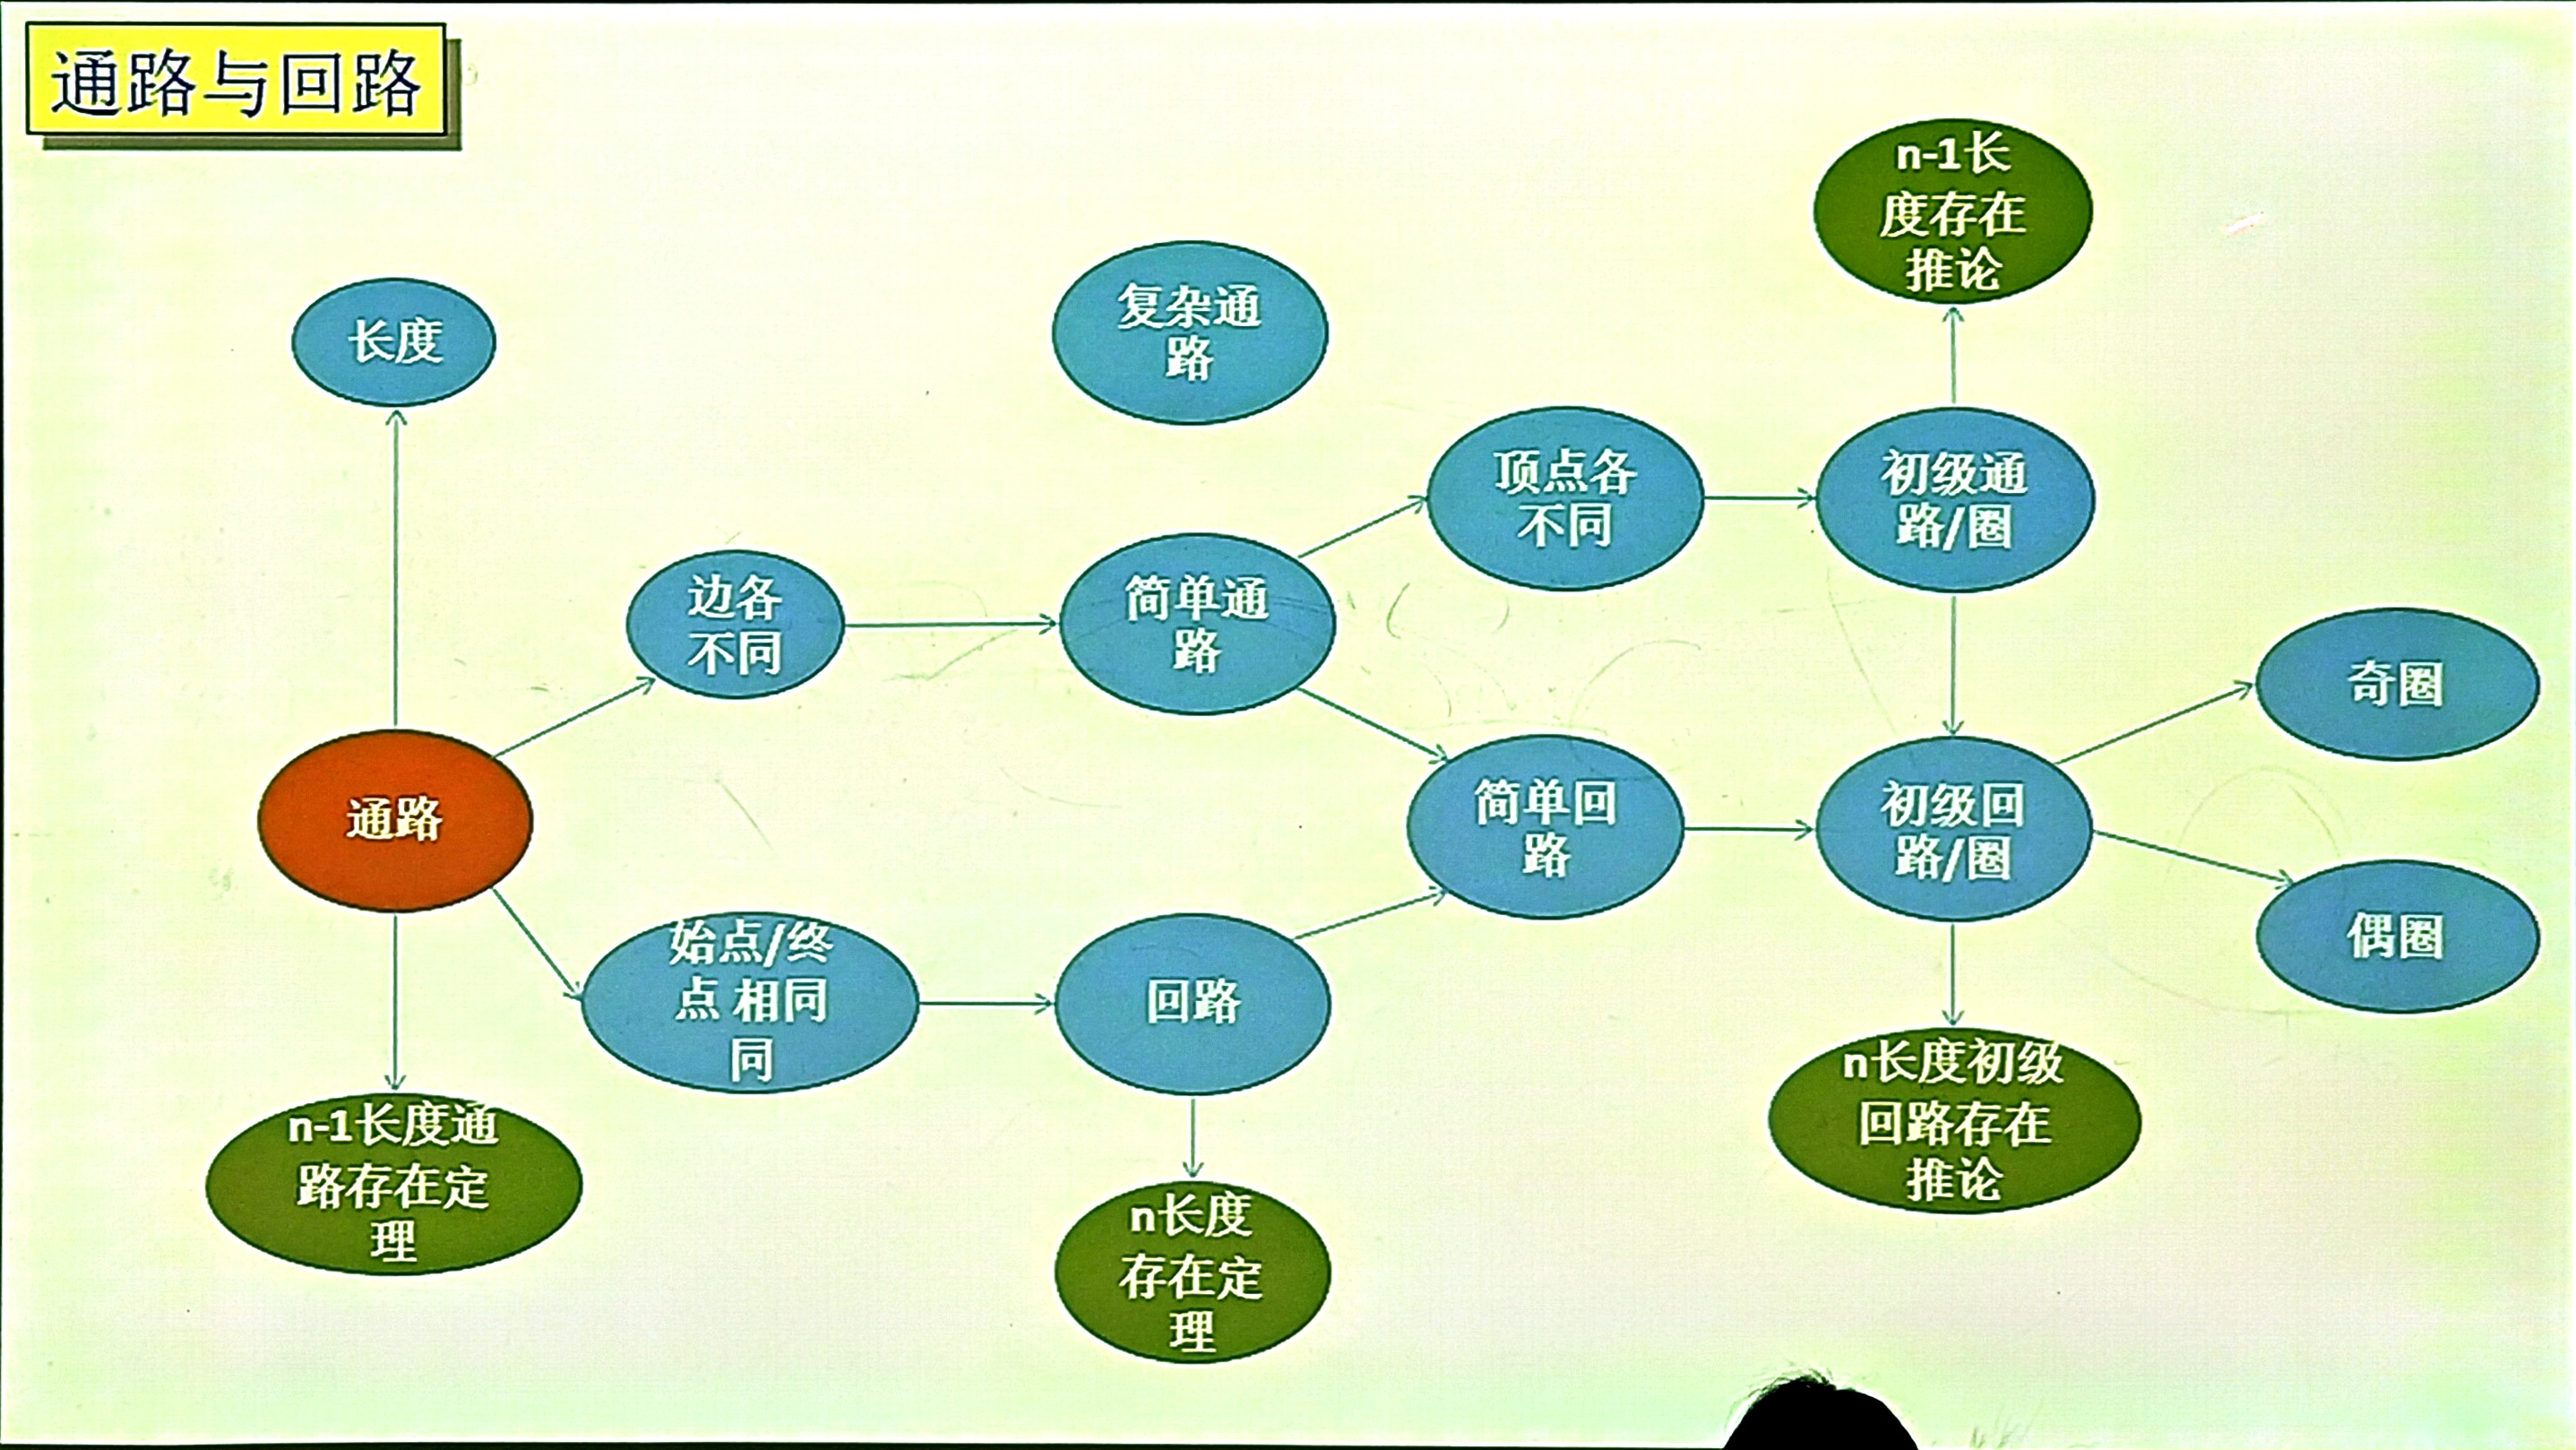 通路与回路
n-1长
度存在
推论
长度
复杂通
路
顶点各
不同
初级通
路/圈
边各
不同
简单通
路
奇圈
通路
简单回
路
初级回
路/圈
始点/终
点 相同
同
回路
偶圈
n-1长度通
路存在定
理
n长度
存在定
理
n长度初级
回路存在
推论